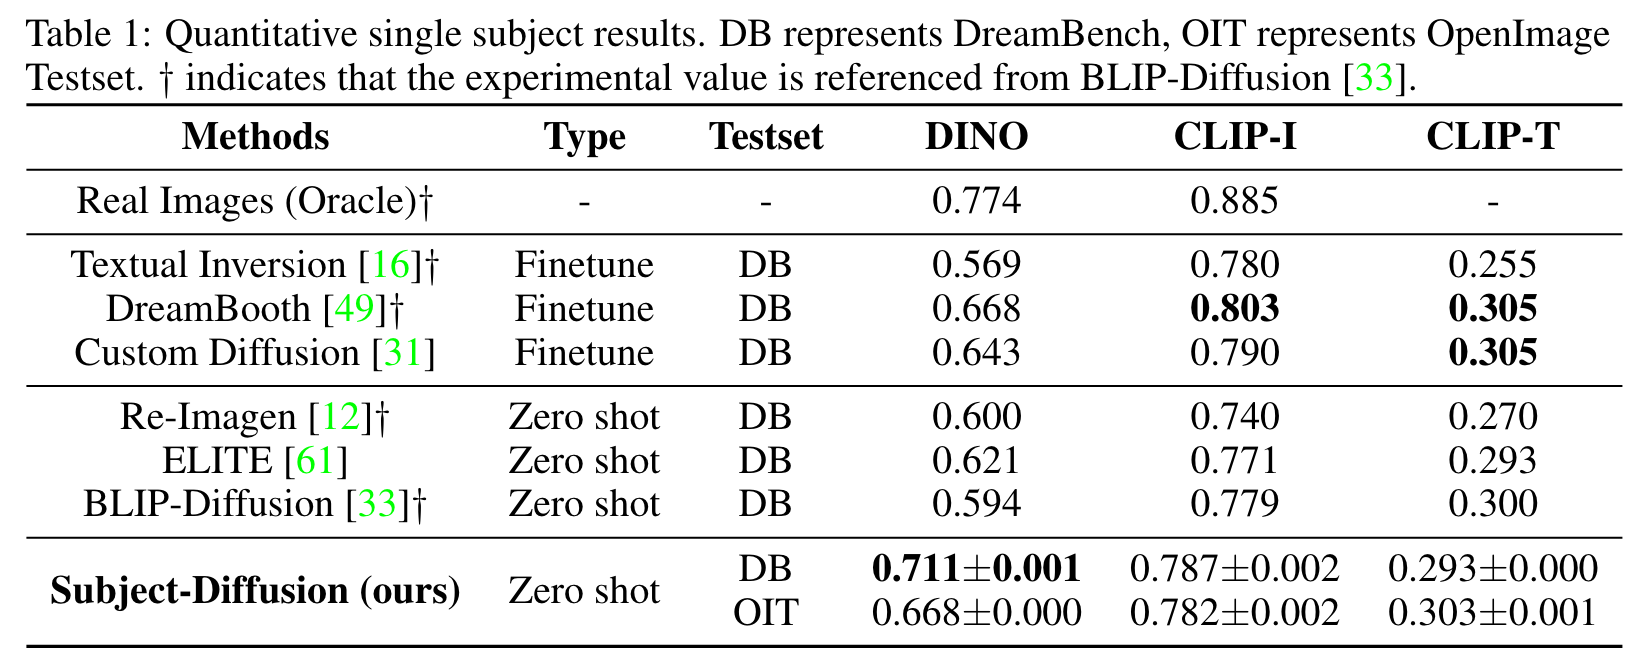 Table 1: Quantitative single subject results. DB represents DreamBench, OIT represents OpenImage
Testset. † indicates that the experimental value is referenced from BLIP-Diffusion [33].
Methods Type Testset DINO CLIP-I CLIP-T
Real Images (Oracle)† - - 0.774 0.885 -
Textual Inversion [16]† Finetune DB 0.569 0.780 0.255
DreamBooth [49]† Finetune DB 0.668 0.803 0.305
Custom Diffusion [31] Finetune DB 0.643 0.790 0.305
Re-Imagen [12]† Zero shot DB 0.600 0.740 0.270
ELITE [61] Zero shot DB 0.621 0.771 0.293
BLIP-Diffusion [33]† Zero shot DB 0.594 0.779 0.300
Subject-Diffusion (ours) Zero shot DB 0.711±0.001 0.787±0.002 0.293±0.000
OIT 0.668±0.000 0.782±0.002 0.303±0.001